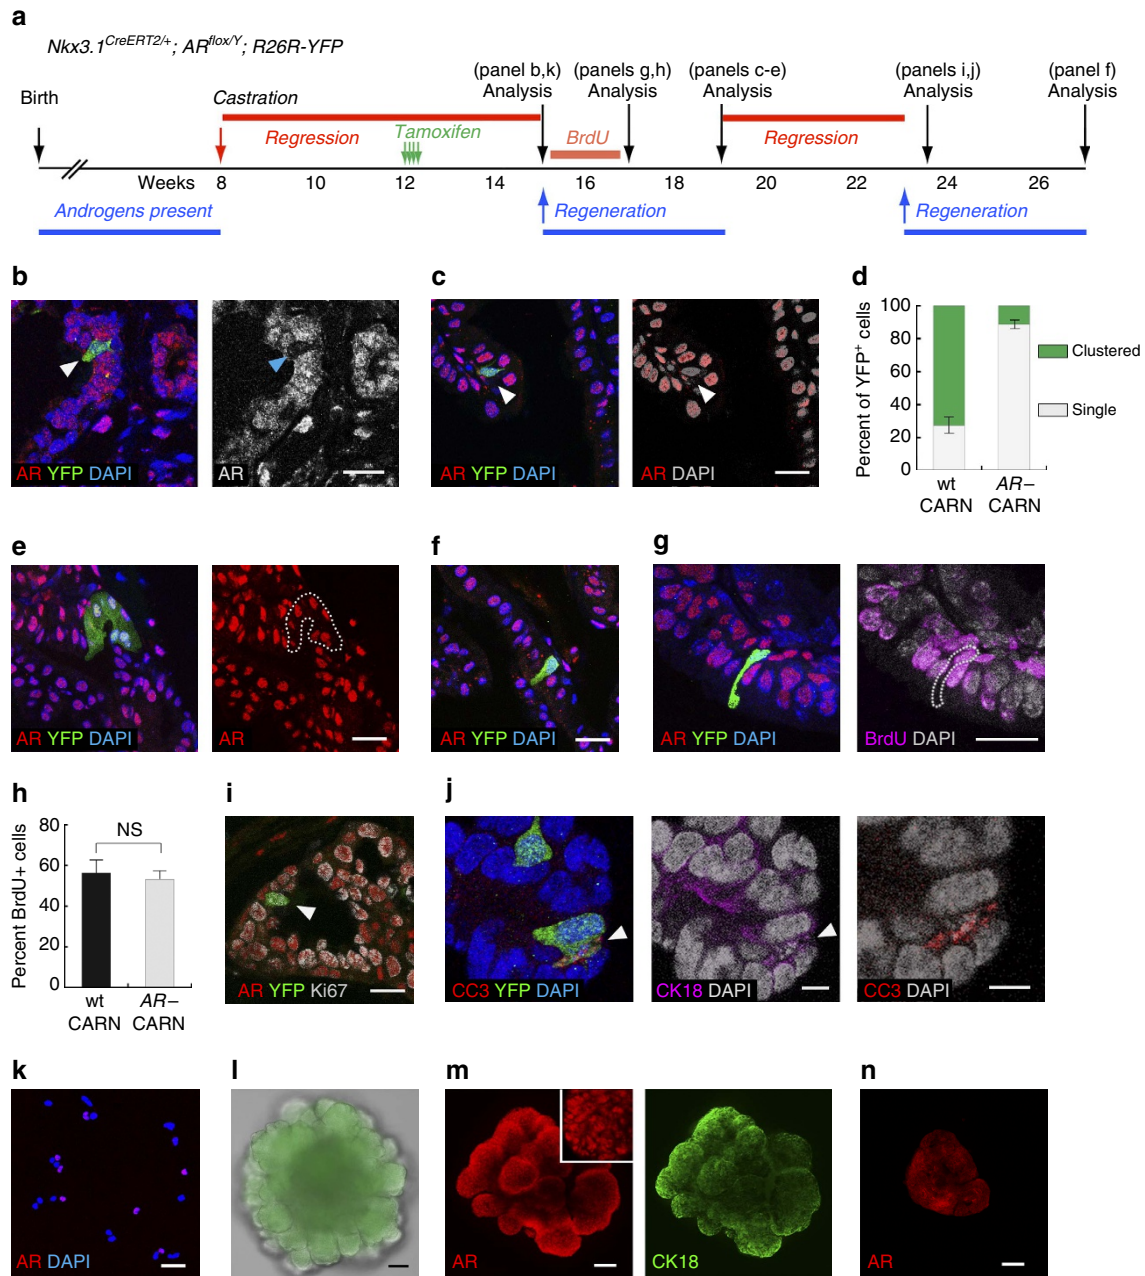 a
Nkx3.1CreERT2/+; ARflox/Y; R26R-YFP
(panel b,k) (panels g,h) (panels c-e) (panels i,j) (panel f)
Birth Castration Analysis Analysis Analysis Analysis Analysis
Regression Tamoxifen BrdU Regression
Weeks 8 10 12 14 16 18 20 22 24 26
Androgens present Regeneration Regeneration
b
AR YFP DAPI
AR
c
AR YFP DAPI
AR DAPI
d
Percent of YFP+ cells
100
80
60
40
20
0
Clustered
Single
wt CARN
AR– CARN
e
AR YFP DAPI
AR
f
AR YFP DAPI
g
AR YFP DAPI
BrdU DAPI
h
Percent BrdU+ cells
80
60
40
20
0
NS
wt CARN
AR– CARN
i
AR YFP Ki67
j
CC3 YFP DAPI
CK18 DAPI
CC3 DAPI
k
AR DAPI
l
m
AR
CK18
n
AR